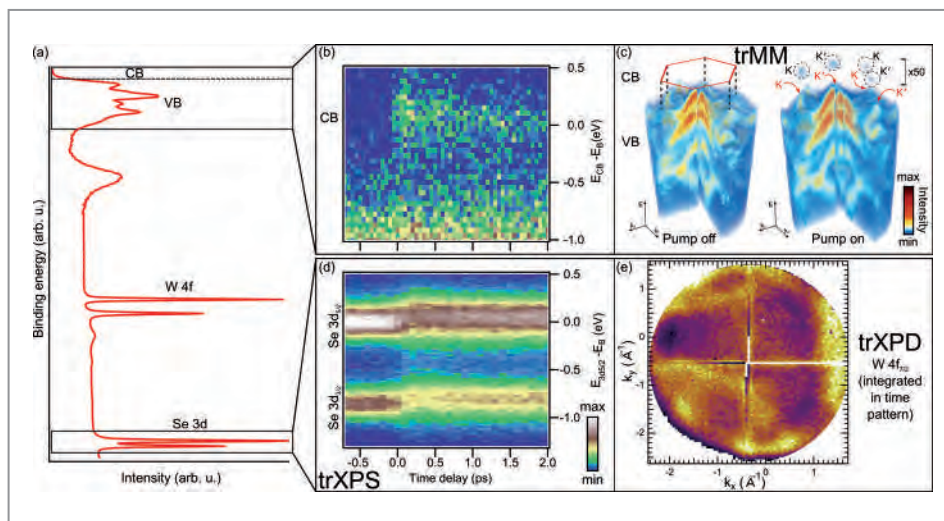 (a)
CB
VB
W 4f
Se 3d
Binding energy (arb. u.)
Intensity (arb. u.)
(b)
CB
0.5
0.0
-0.5
-1.0
E_CB -E_B(eV)
(c)
trMM
CB
VB
K'
K
K'
K
K'
K
K'
K
x50
Pump off
Pump on
max
Intensity
min
(d)
Se 3d5/2
Se 3d3/2
0.5
0.0
-0.5
-1.0
E_3d5/2 -E_B (eV)
max
min
-0.5 0.0 0.5 1.0 1.5 2.0
Time delay (ps)
trXPS
(e)
1
0
-1
-2
k_y (Å⁻¹)
-2 -1 0 1
k_x (Å⁻¹)
trXPD
W 4f7/2
(integrated
in time
pattern)